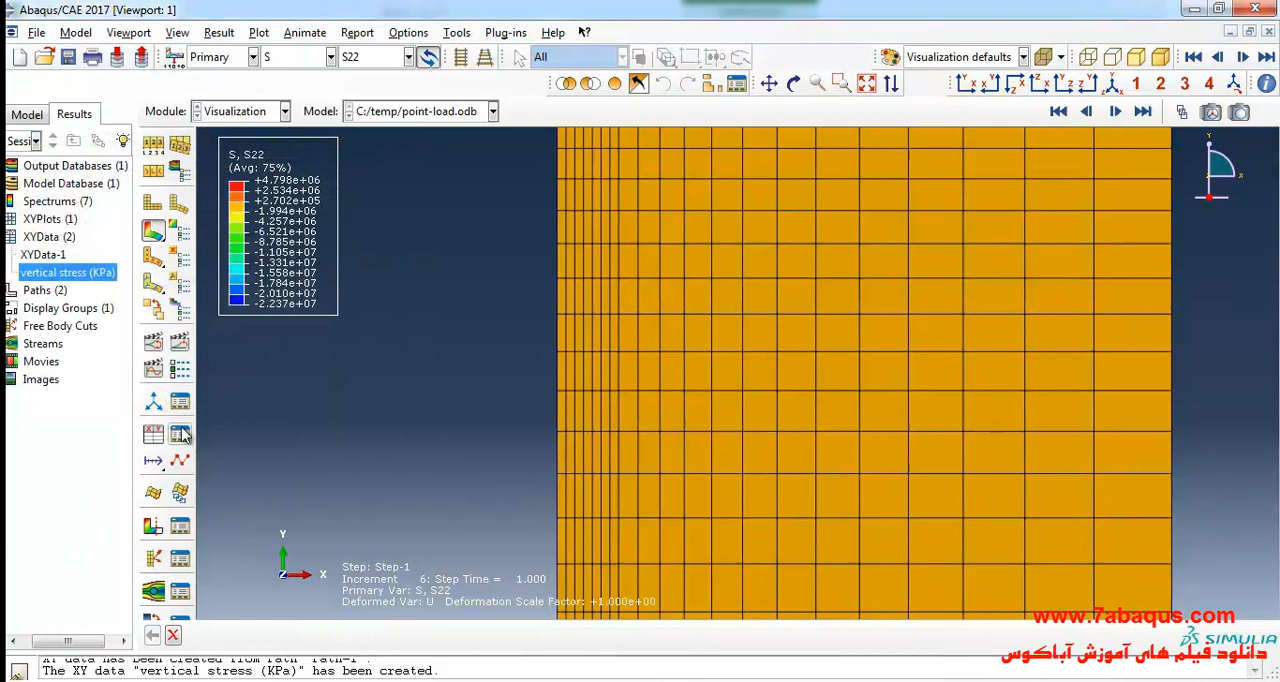 Abaqus/CAE 2017 [Viewport: 1]
File Model Viewport View Result Plot Animate Report Options Tools Plug-ins Help
Primary S S22 All Visualization defaults
1 2 3 4
Module: Visualization Model: C:/temp/point-load.odb
Model Results
Sessi
Output Databases (1)
Model Database (1)
Spectrums (7)
XYPlots (1)
XYData (2)
XYData-1
vertical stress (KPa)
Paths (2)
Display Groups (1)
Free Body Cuts
Streams
Movies
Images
S, S22
(Avg: 75%)
+4.798e+06
+2.534e+06
+2.702e+05
-1.994e+06
-4.257e+06
-6.521e+06
-8.785e+06
-1.105e+07
-1.331e+07
-1.558e+07
-1.784e+07
-2.010e+07
-2.237e+07
Y
X
Y
Z X
Step: Step-1
Increment 6: Step Time = 1.000
Primary Var: S, S22
Deformed Var: U Deformation Scale Factor: +1.000e+00
www.7abaqus.com
دانلود فیلم های آموزش آباکوس
SIMULIA
The XY data "vertical stress (KPa)" has been created.